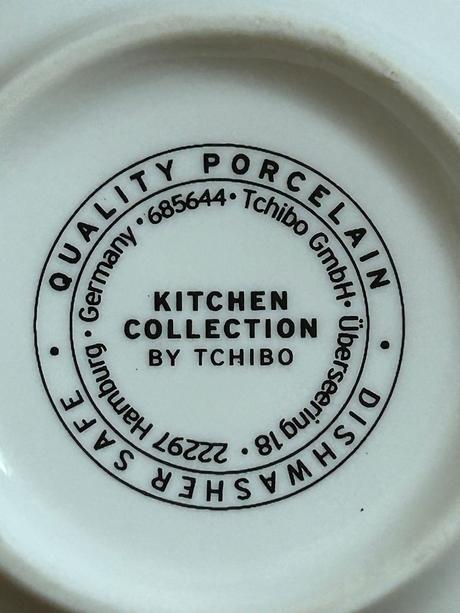 QUALITY PORCELAIN • DISHWASHER SAFE •
685644 • Tchibo GmbH • Überseering 18 • 22297 Hamburg • Germany •
KITCHEN
COLLECTION
BY TCHIBO